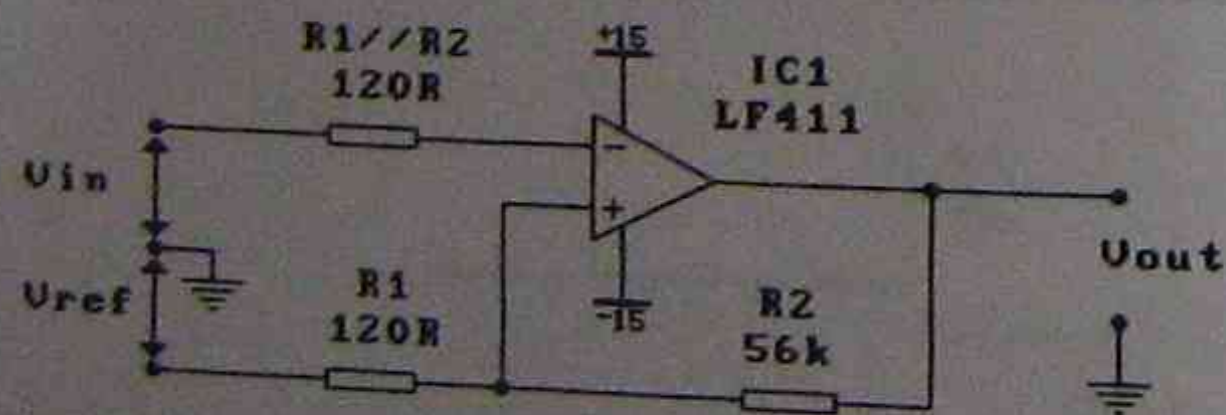 R1//R2
120R
+15
IC1
LF411
Vin
-
+
Vref
R1
120R
-15
R2
56k
Vout